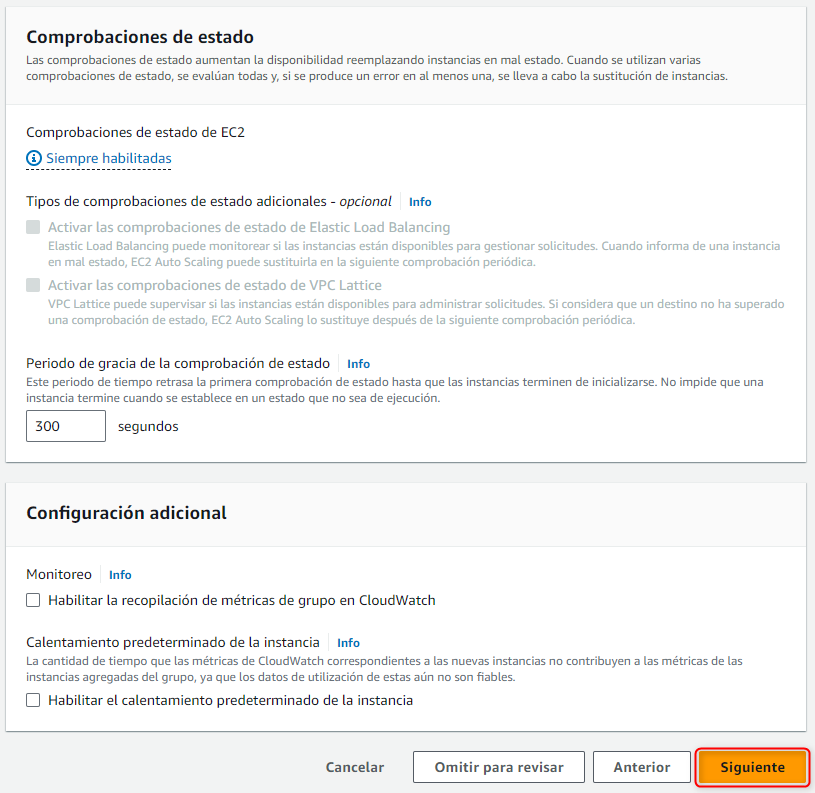 Comprobaciones de estado
Las comprobaciones de estado aumentan la disponibilidad reemplazando instancias en mal estado. Cuando se utilizan varias
comprobaciones de estado, se evalúan todas y, si se produce un error en al menos una, se lleva a cabo la sustitución de instancias.
Comprobaciones de estado de EC2
Siempre habilitadas
Tipos de comprobaciones de estado adicionales - opcional Info
Activar las comprobaciones de estado de Elastic Load Balancing
Elastic Load Balancing puede monitorear si las instancias están disponibles para gestionar solicitudes. Cuando informa de una instancia
en mal estado, EC2 Auto Scaling puede sustituirla en la siguiente comprobación periódica.
Activar las comprobaciones de estado de VPC Lattice
VPC Lattice puede supervisar si las instancias están disponibles para administrar solicitudes. Si considera que un destino no ha superado
una comprobación de estado, EC2 Auto Scaling lo sustituye después de la siguiente comprobación periódica.
Periodo de gracia de la comprobación de estado Info
Este periodo de tiempo retrasa la primera comprobación de estado hasta que las instancias terminen de inicializarse. No impide que una
instancia termine cuando se establece en un estado que no sea de ejecución.
300 segundos
Configuración adicional
Monitoreo Info
Habilitar la recopilación de métricas de grupo en CloudWatch
Calentamiento predeterminado de la instancia Info
La cantidad de tiempo que las métricas de CloudWatch correspondientes a las nuevas instancias no contribuyen a las métricas de las
instancias agregadas del grupo, ya que los datos de utilización de estas aún no son fiables.
Habilitar el calentamiento predeterminado de la instancia
Cancelar Omitir para revisar Anterior Siguiente